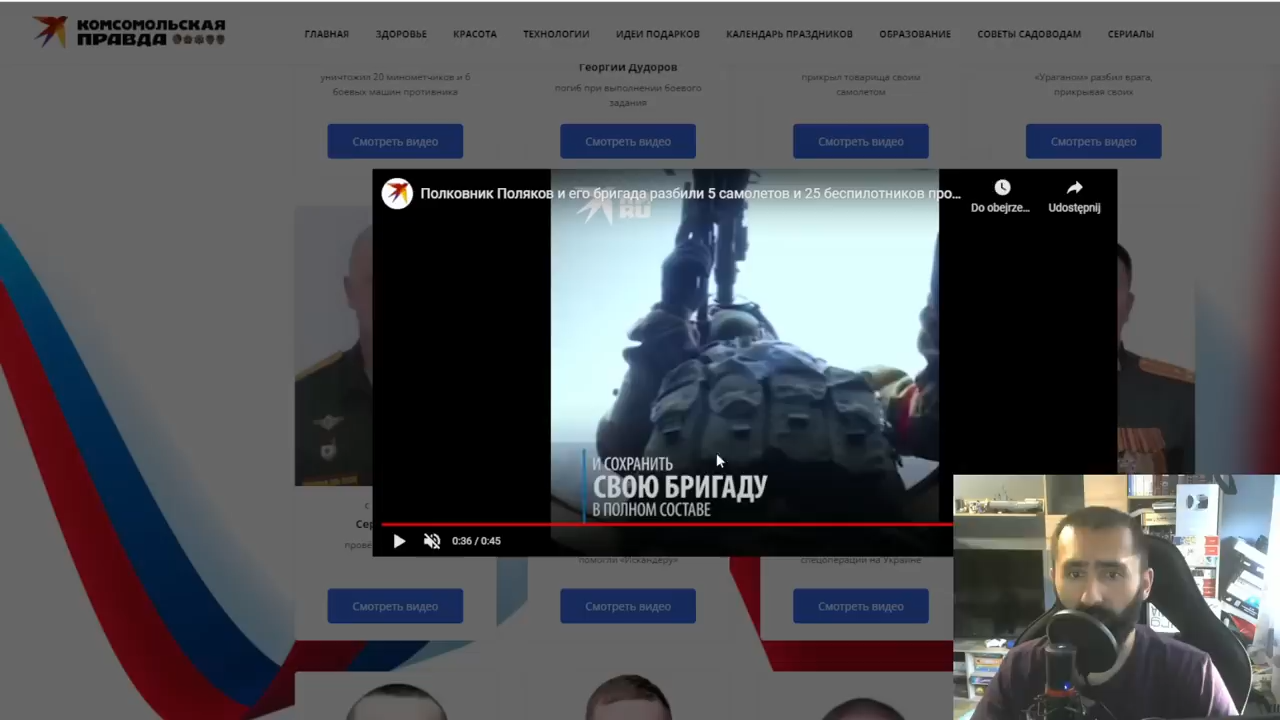 КОМСОМОЛЬСКАЯ
ПРАВДА
ГЛАВНАЯ
ЗДОРОВЬЕ
КРАСОТА
ТЕХНОЛОГИИ
ИДЕИ ПОДАРКОВ
КАЛЕНДАРЬ ПРАЗДНИКОВ
ОБРАЗОВАНИЕ
СОВЕТЫ САДОВОДАМ
СЕРИАЛЫ
уничтожил 20 минометчиков и 6
боевых машин противника
Георгии Дудоров
погиб при выполнении боевого
задания
прикрыл товарища своим
самолетом
«Ураганом» разбил врага,
прикрывая своих
Смотреть видео
Смотреть видео
Смотреть видео
Смотреть видео
Полковник Поляков и его бригада разбили 5 самолетов и 25 беспилотников про...
Do obejrze...
Udostępnij
RU
И СОХРАНИТЬ
СВОЮ БРИГАДУ
В ПОЛНОМ СОСТАВЕ
0:36 / 0:45
помогли «Искандеру»
спецоперации на Украине
Смотреть видео
Смотреть видео
Смотреть видео